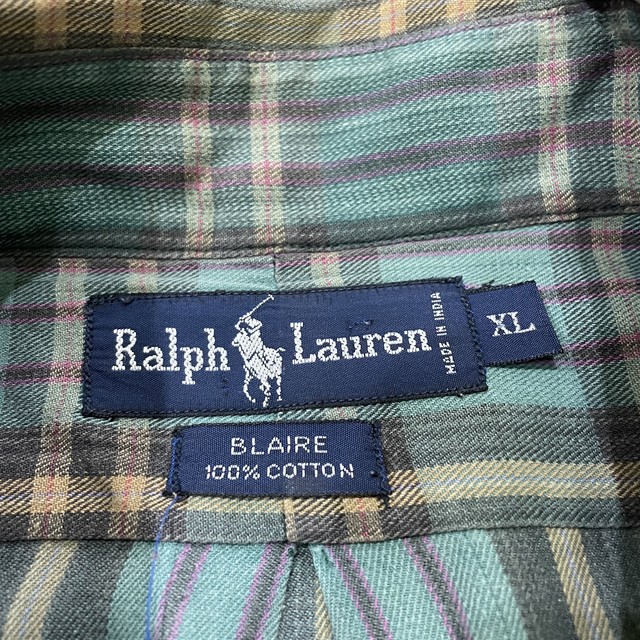 Ralph Lauren
MADE IN INDIA
XL
BLAIRE
100% COTTON